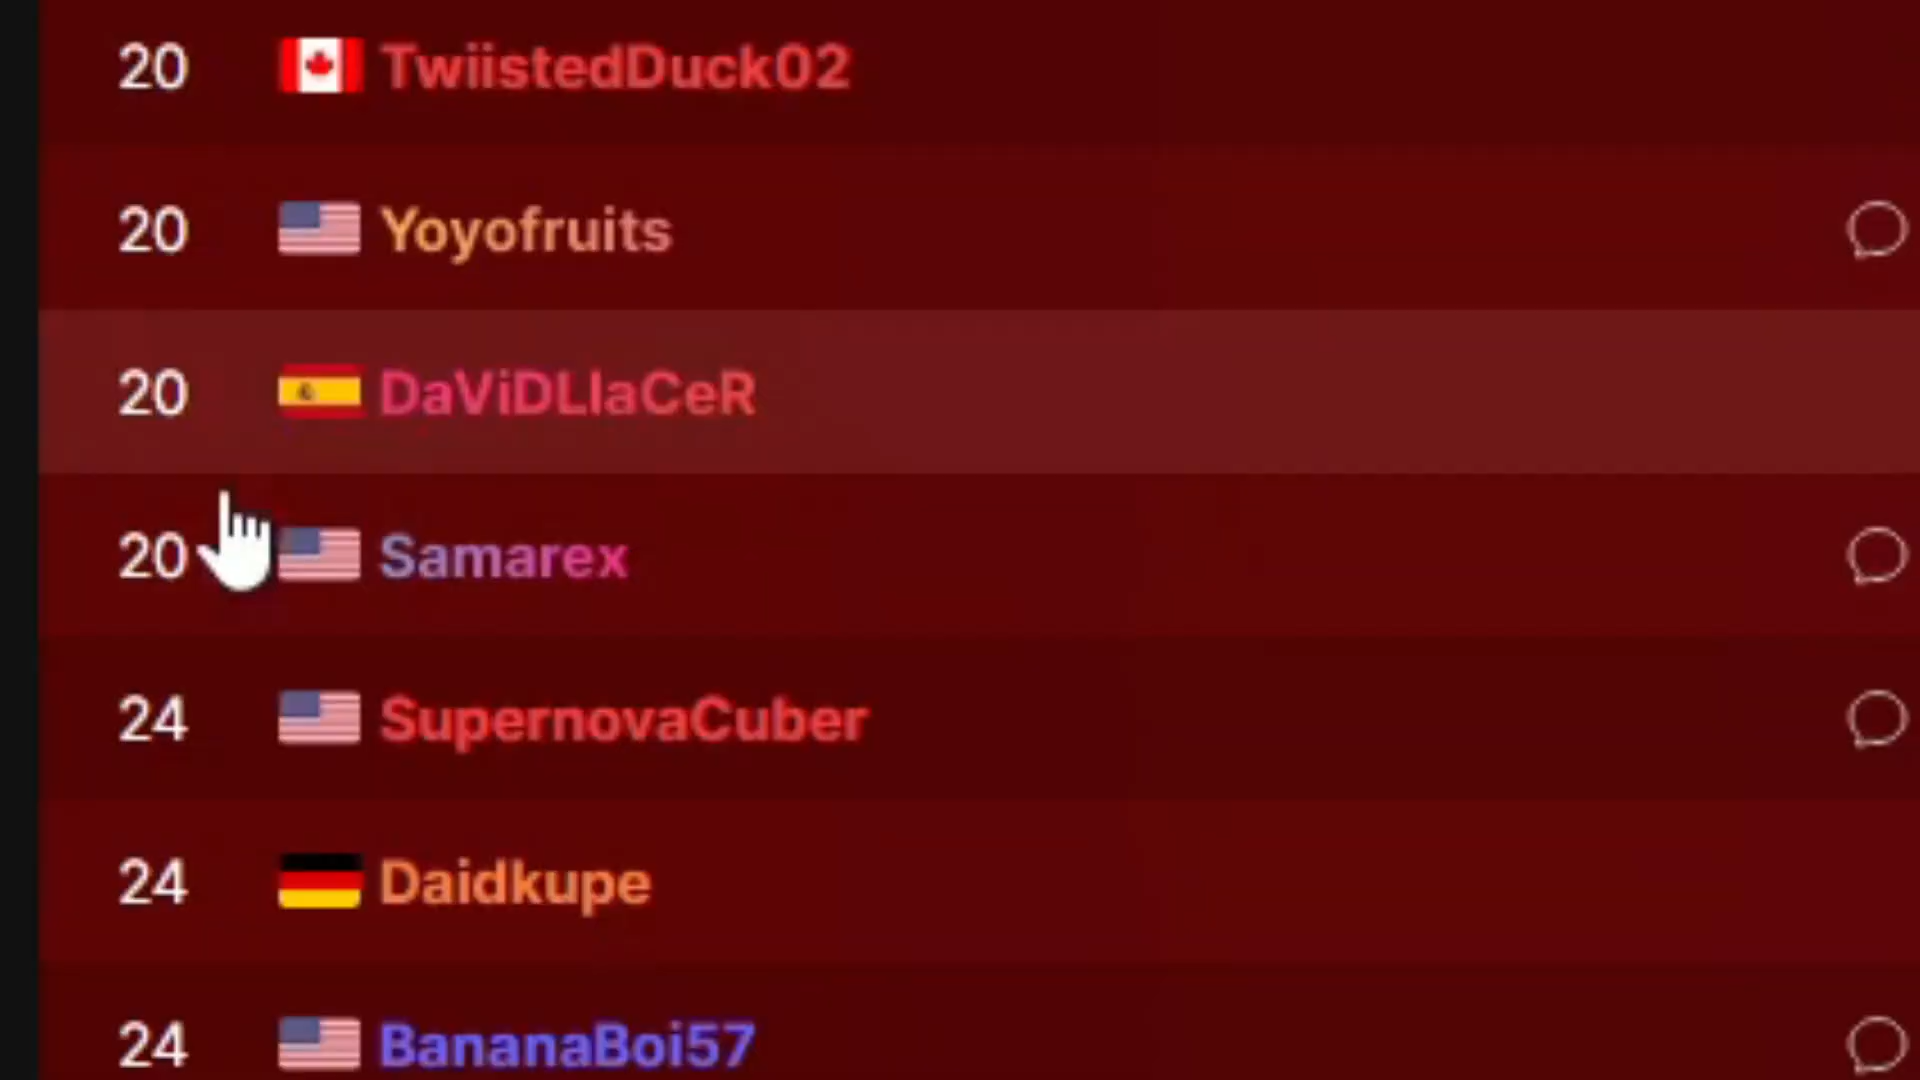 20 TwiistedDuck02
20 Yoyofruits
20 DaViDLlaCeR
20 Samarex
24 SupernovaCuber
24 Daidkupe
24 BananaBoi57